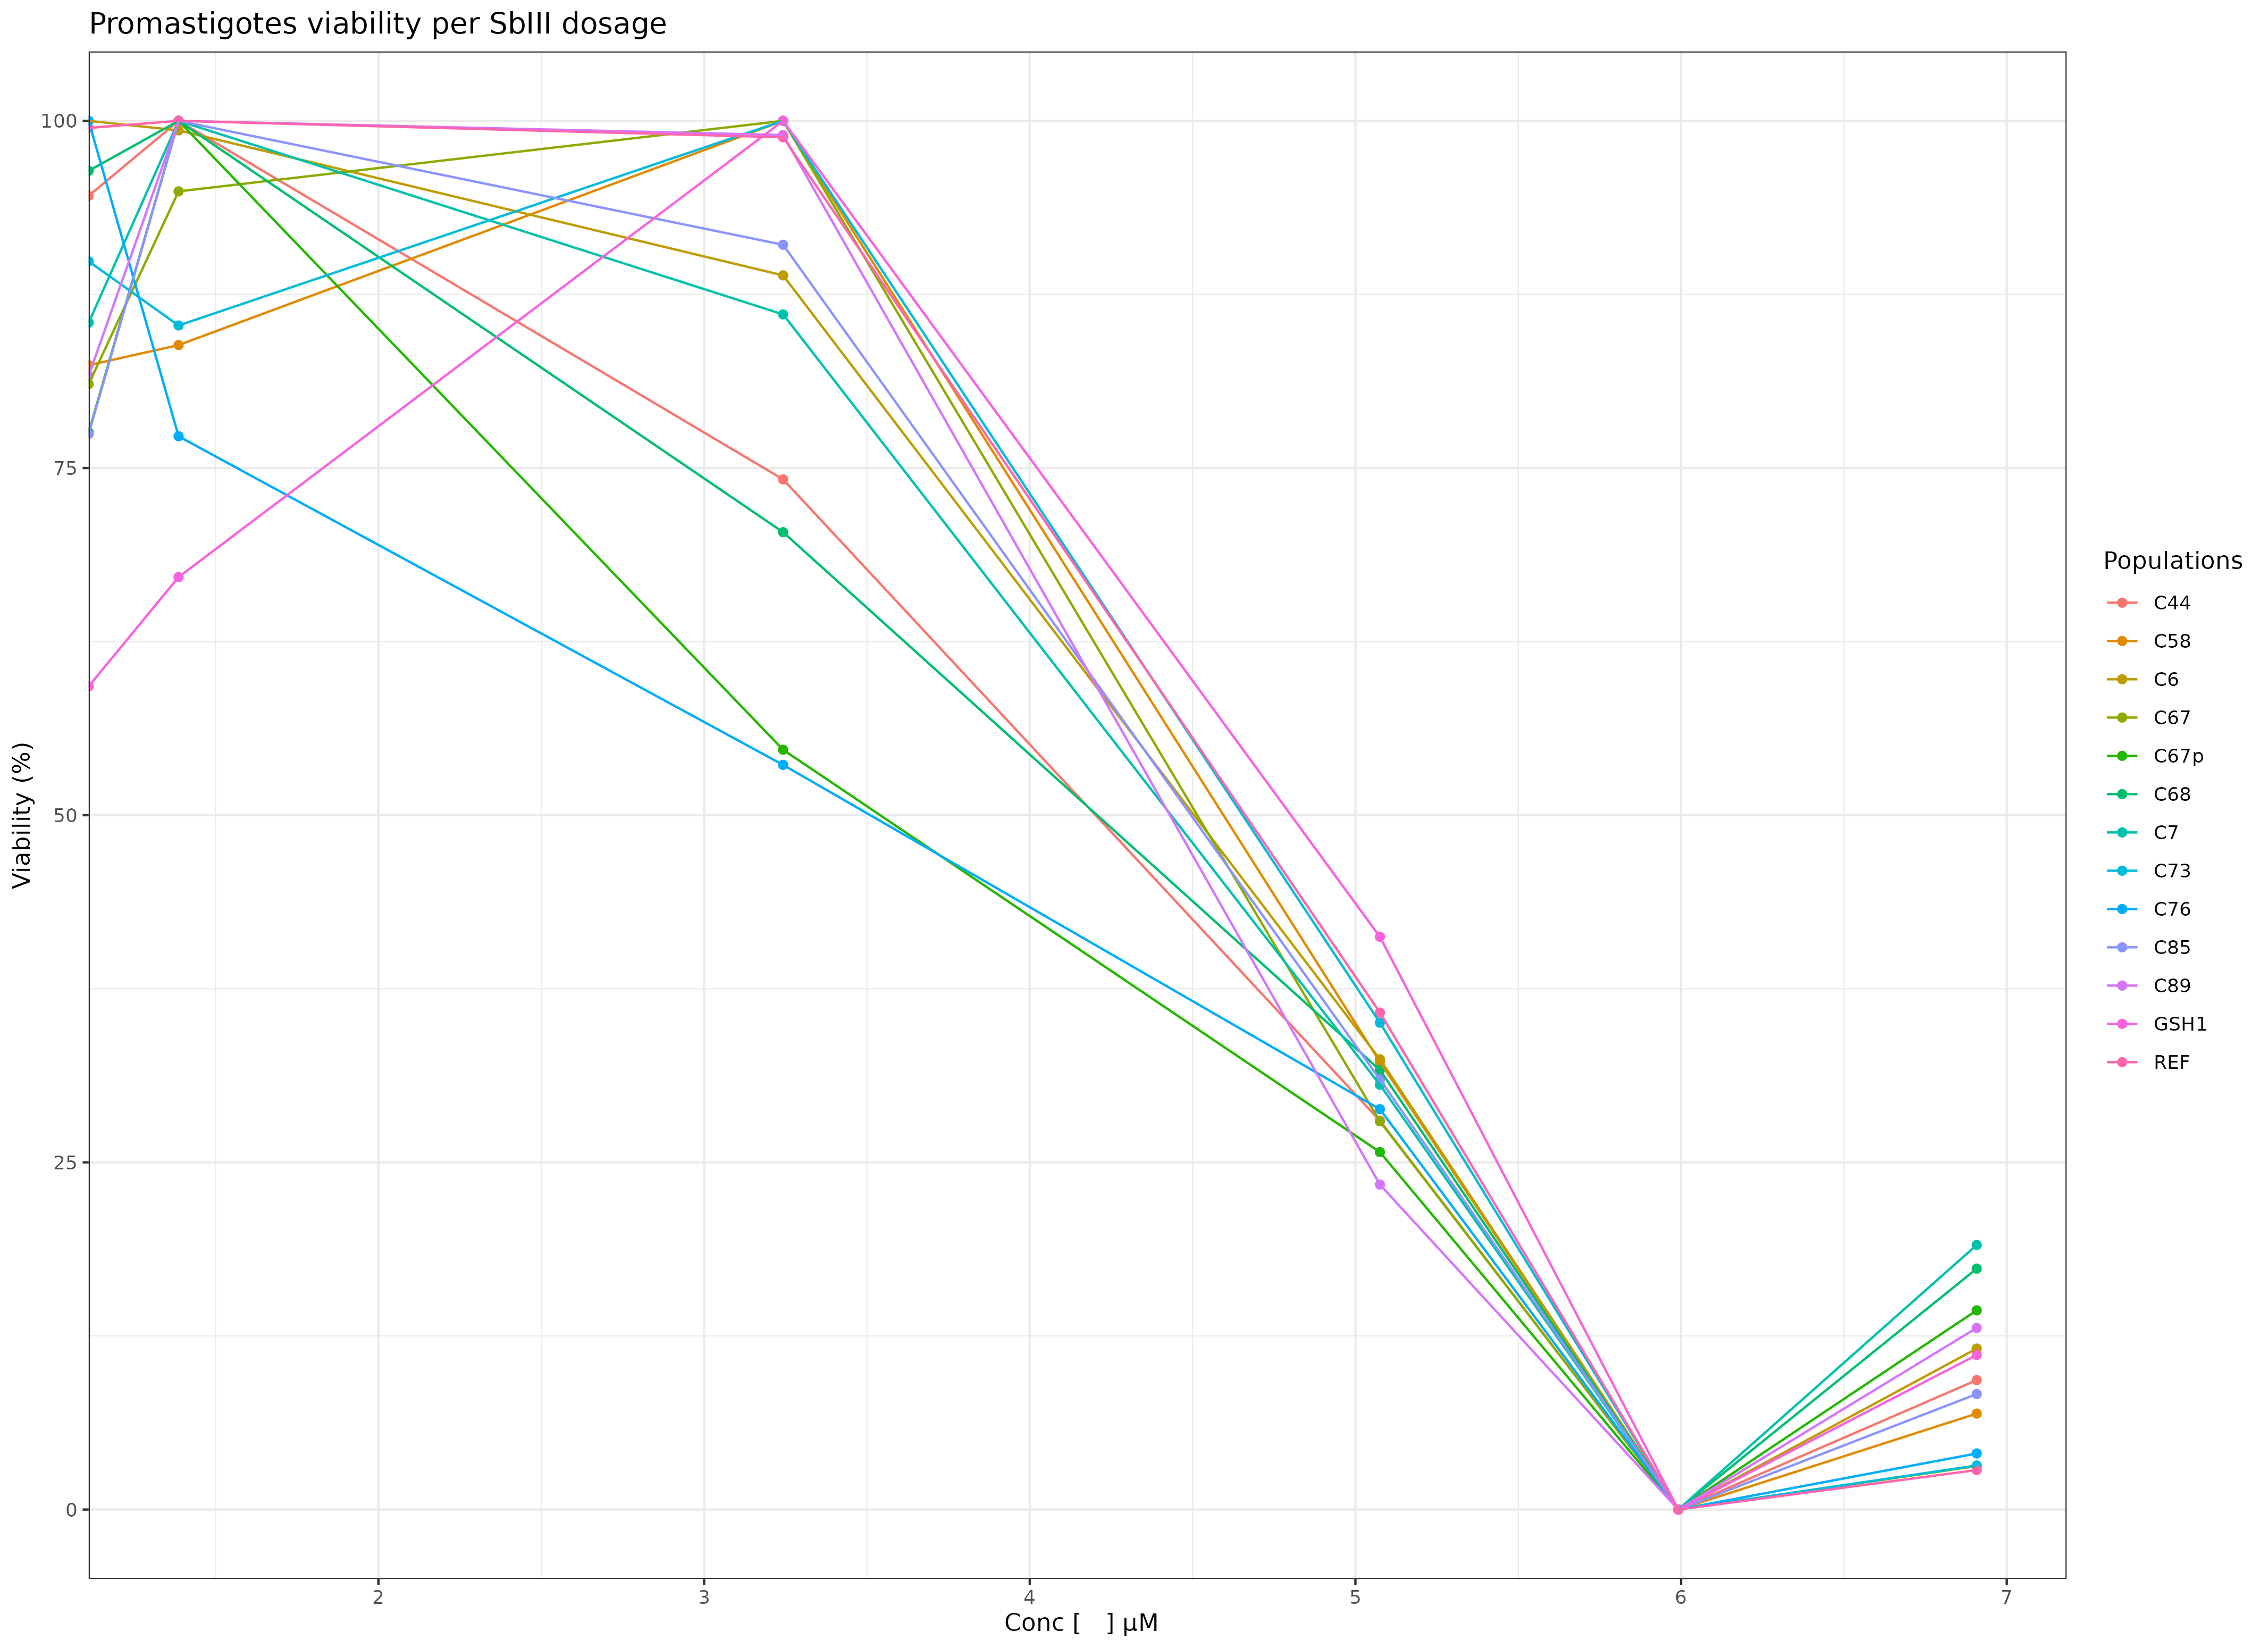 Promastigotes viability per SbIII dosage
Viability (%)
100
75
50
25
0
2 3 4 5 6 7
Conc [   ] µM
Populations
C44
C58
C6
C67
C67p
C68
C7
C73
C76
C85
C89
GSH1
REF